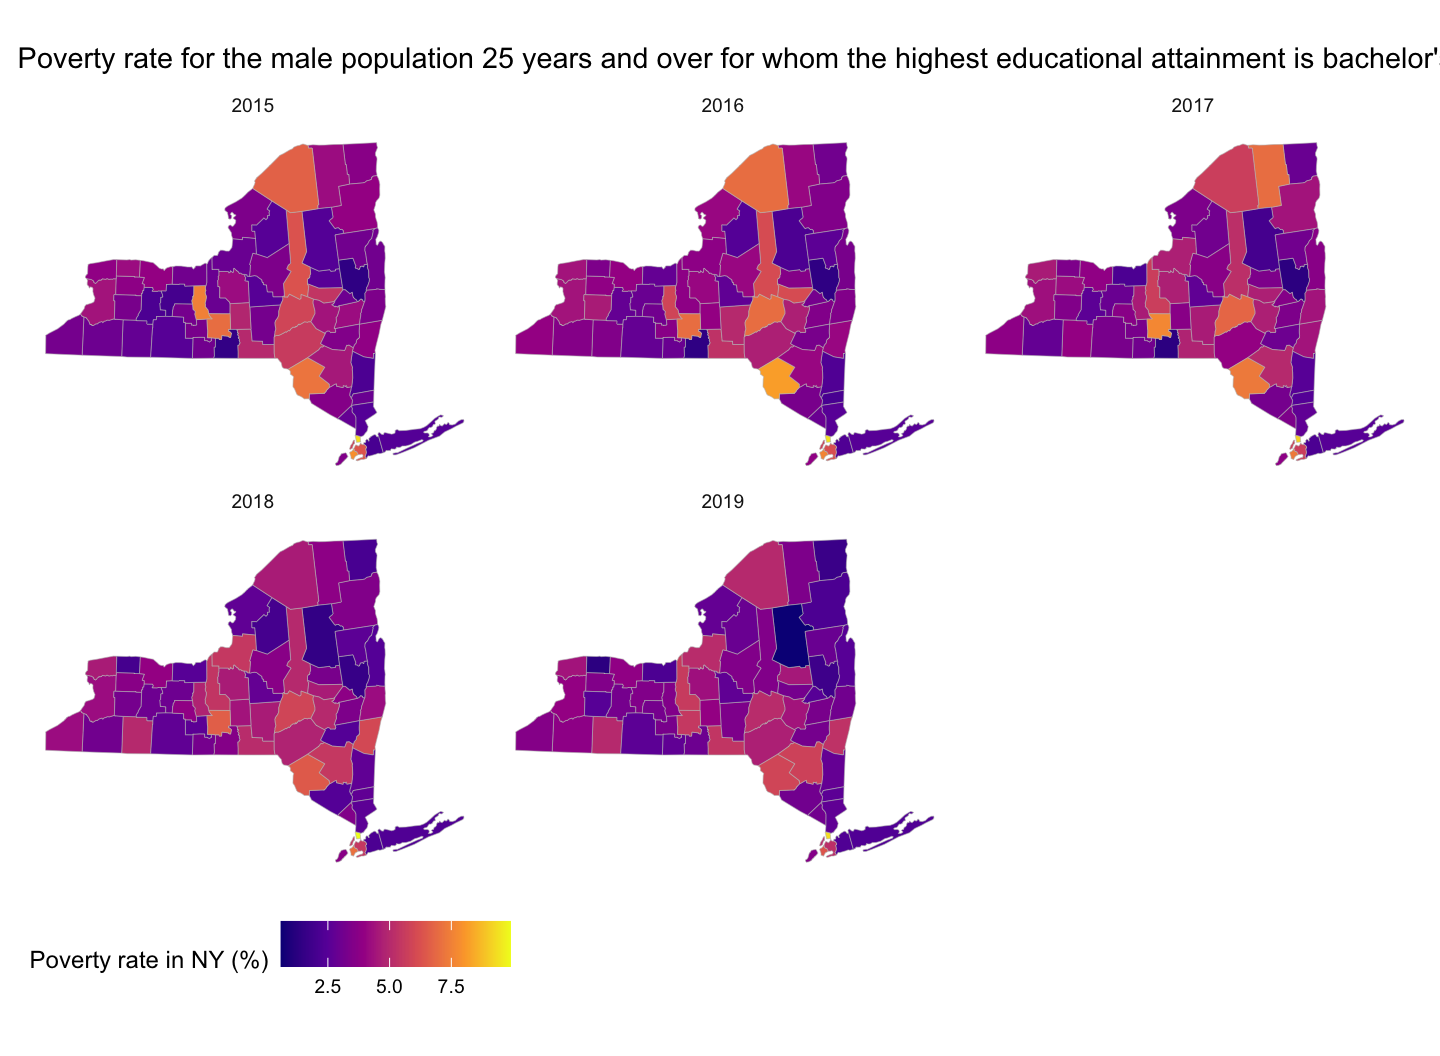 Poverty rate for the male population 25 years and over for whom the highest educational attainment is bachelor'
2015 2016 2017
2018 2019
Poverty rate in NY (%)
2.5 5.0 7.5